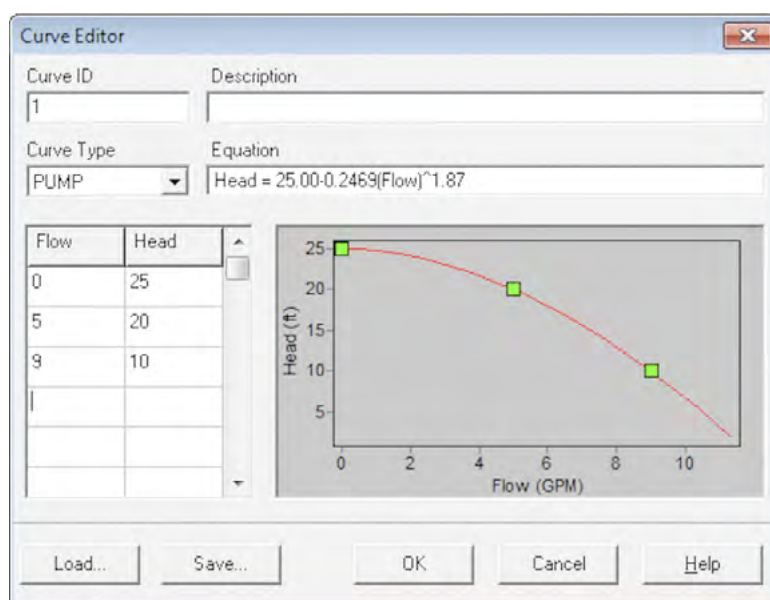 Curve Editor
Curve ID Description
1
Curve Type Equation
PUMP Head = 25.00-0.2469(Flow)^1.87
Flow Head
0 25
5 20
9 10
25
20
15
10
5
Head (ft)
0 2 4 6 8 10
Flow (GPM)
Load... Save... OK Cancel Help